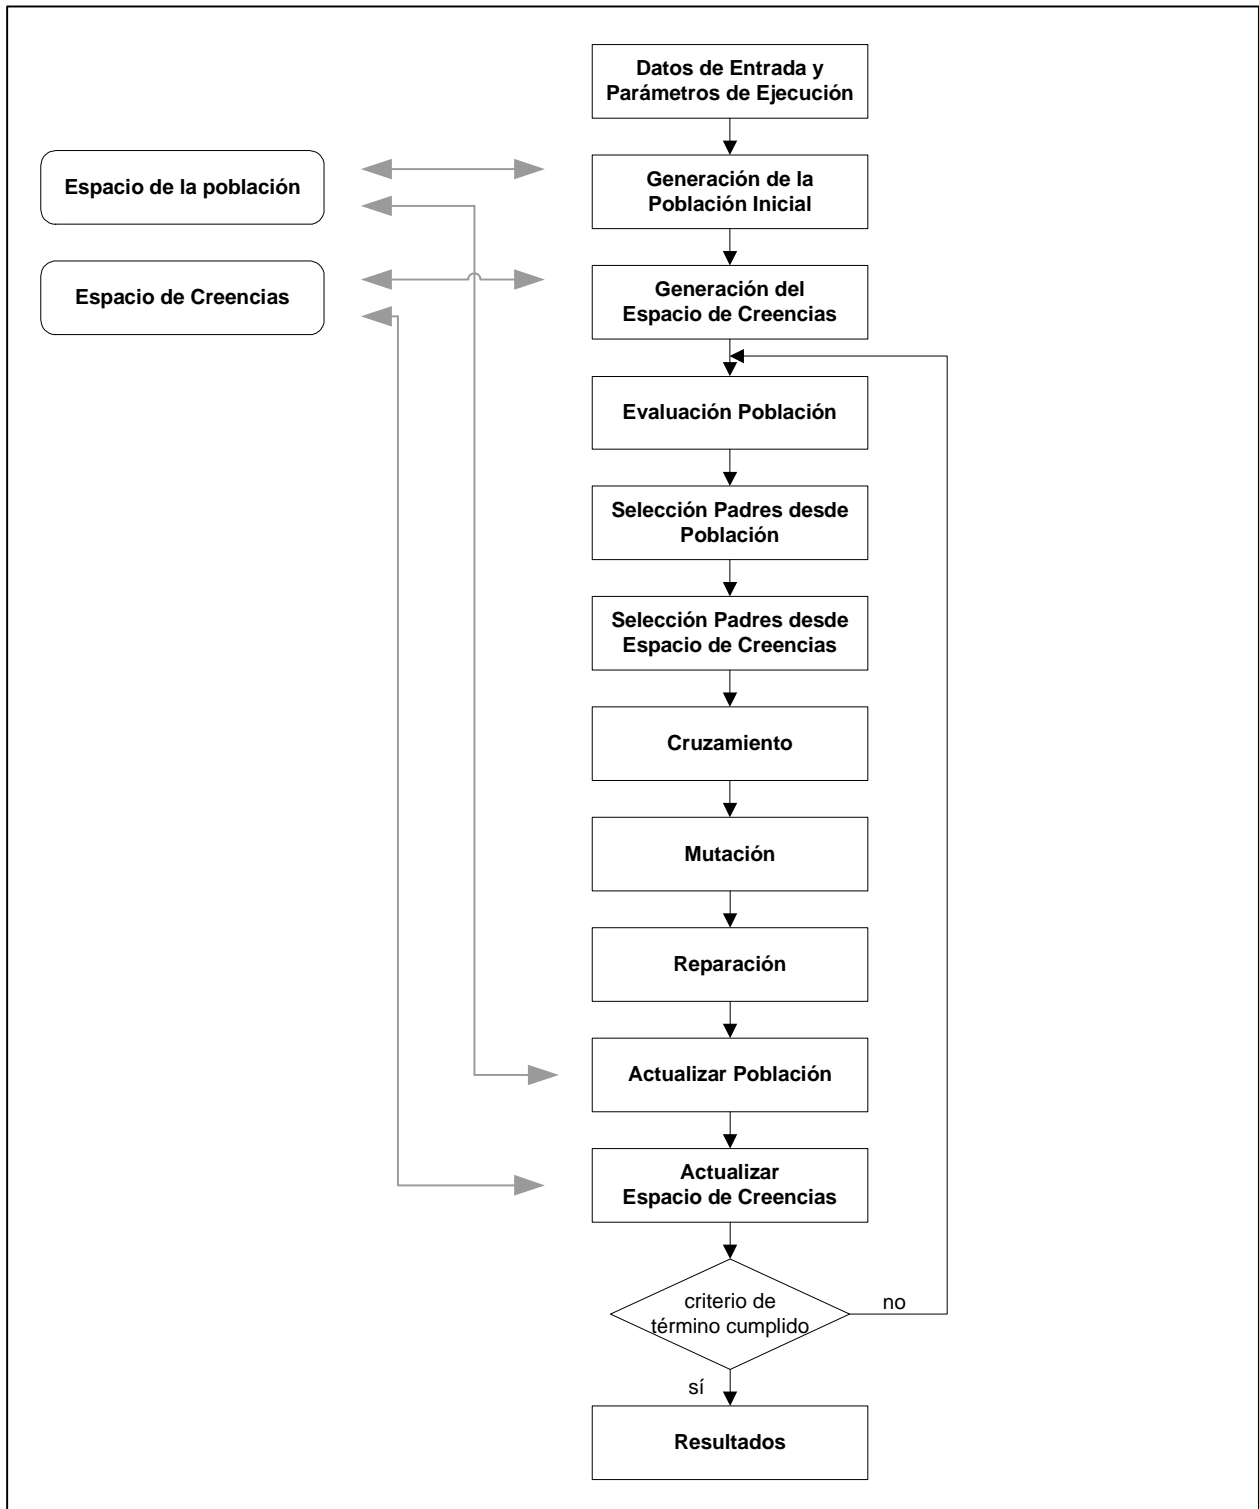 Datos de Entrada y
Parámetros de Ejecución
Espacio de la población
Generación de la
Población Inicial
Espacio de Creencias
Generación del
Espacio de Creencias
Evaluación Población
Selección Padres desde
Población
Selección Padres desde
Espacio de Creencias
Cruzamiento
Mutación
Reparación
Actualizar Población
Actualizar
Espacio de Creencias
criterio de
término cumplido
no
sí
Resultados